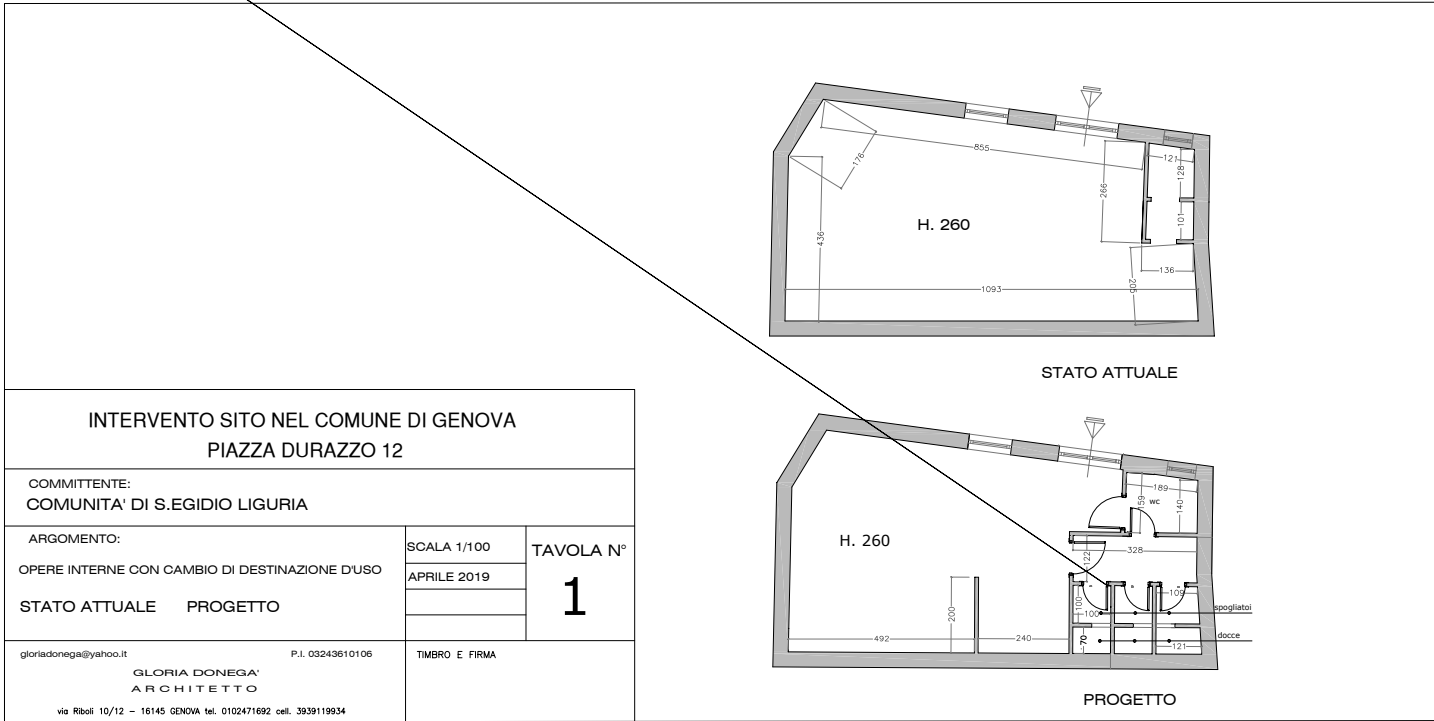 855
176
121
128
266
101
436
H. 260
136
205
1093
STATO ATTUALE
INTERVENTO SITO NEL COMUNE DI GENOVA
PIAZZA DURAZZO 12
COMMITTENTE:
COMUNITA' DI S.EGIDIO LIGURIA
ARGOMENTO:
OPERE INTERNE CON CAMBIO DI DESTINAZIONE D'USO
STATO ATTUALE PROGETTO
SCALA 1/100
APRILE 2019
TAVOLA N°
1
gloriadonega@yahoo.it P.I. 03243610106
GLORIA DONEGA'
ARCHITETTO
via Riboli 10/12 – 16145 GENOVA tel. 0102471692 cell. 3939119934
TIMBRO E FIRMA
189
159
WC
140
H. 260
122
328
100
100
109
spogliatoi
200
492
240
70
docce
121
PROGETTO